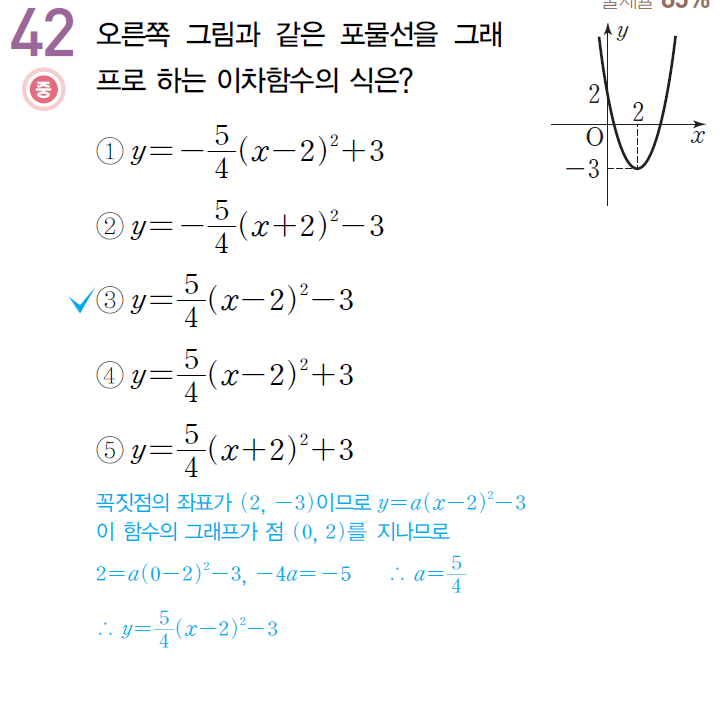 출제율 85%
42 오른쪽 그림과 같은 포물선을 그래
중 프로 하는 이차함수의 식은?
① y=-5/4(x-2)²+3
② y=-5/4(x+2)²-3
③ y=5/4(x-2)²-3
④ y=5/4(x-2)²+3
⑤ y=5/4(x+2)²+3
y
2
2
O
x
-3
꼭짓점의 좌표가 (2, -3)이므로 y=a(x-2)²-3
이 함수의 그래프가 점 (0, 2)를 지나므로
2=a(0-2)²-3, -4a=-5 ∴ a=5/4
∴ y=5/4(x-2)²-3